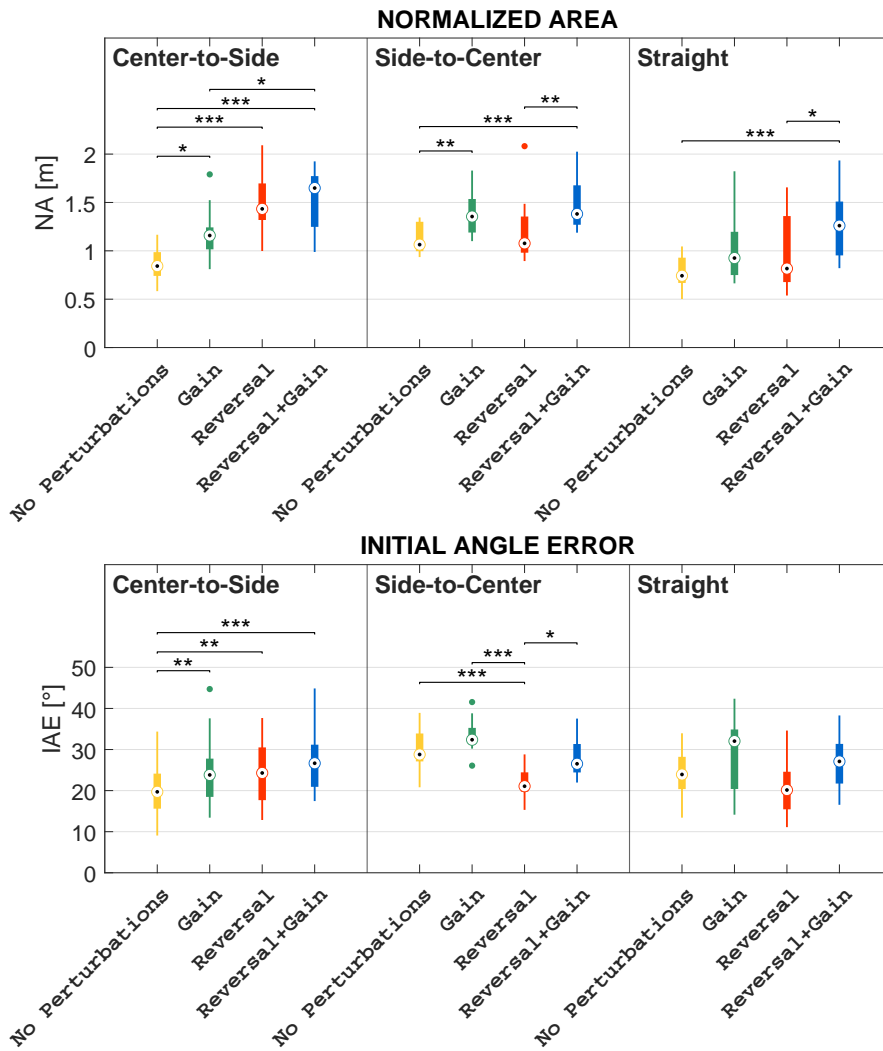 NORMALIZED AREA
Center-to-Side Side-to-Center Straight
* *** *** *
** *** **
* ***
NA [m]
2
1.5
1
0.5
0
No Perturbations Gain Reversal Reversal+Gain No Perturbations Gain Reversal Reversal+Gain No Perturbations Gain Reversal Reversal+Gain
INITIAL ANGLE ERROR
Center-to-Side Side-to-Center Straight
*** ** **
* *** ***
IAE [°]
50
40
30
20
10
0
No Perturbations Gain Reversal Reversal+Gain No Perturbations Gain Reversal Reversal+Gain No Perturbations Gain Reversal Reversal+Gain